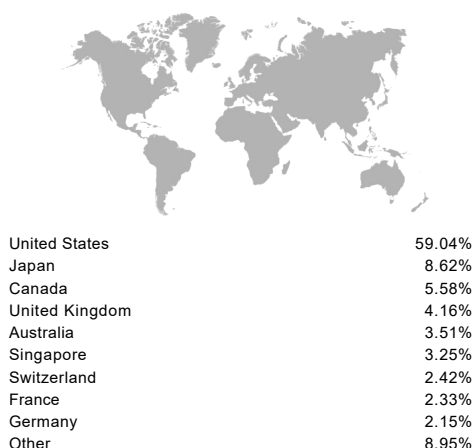 United States 59.04%
Japan 8.62%
Canada 5.58%
United Kingdom 4.16%
Australia 3.51%
Singapore 3.25%
Switzerland 2.42%
France 2.33%
Germany 2.15%
Other 8.95%